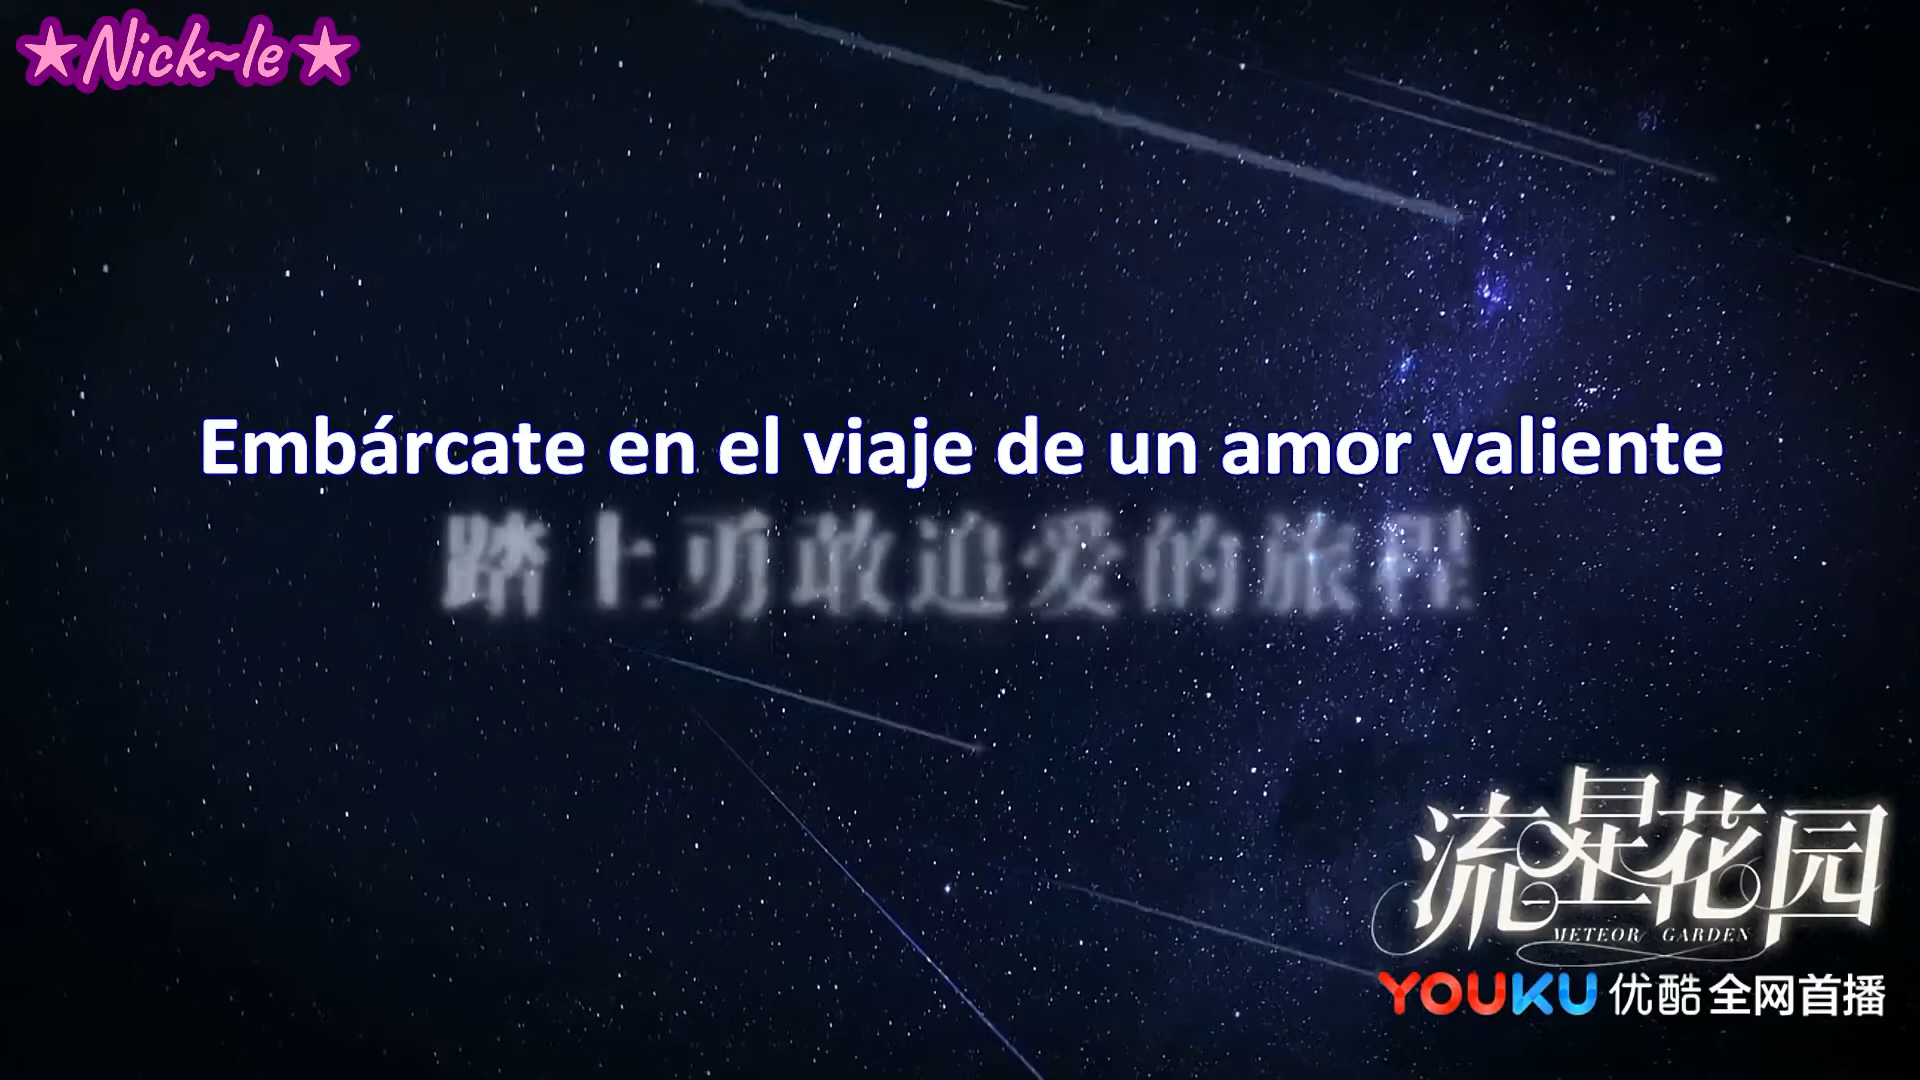 ★Nick~le★
Embárcate en el viaje de un amor valiente
踏上勇敢追爱的旅程
流星花园
METEOR GARDEN
YOUKU 优酷 全网首播